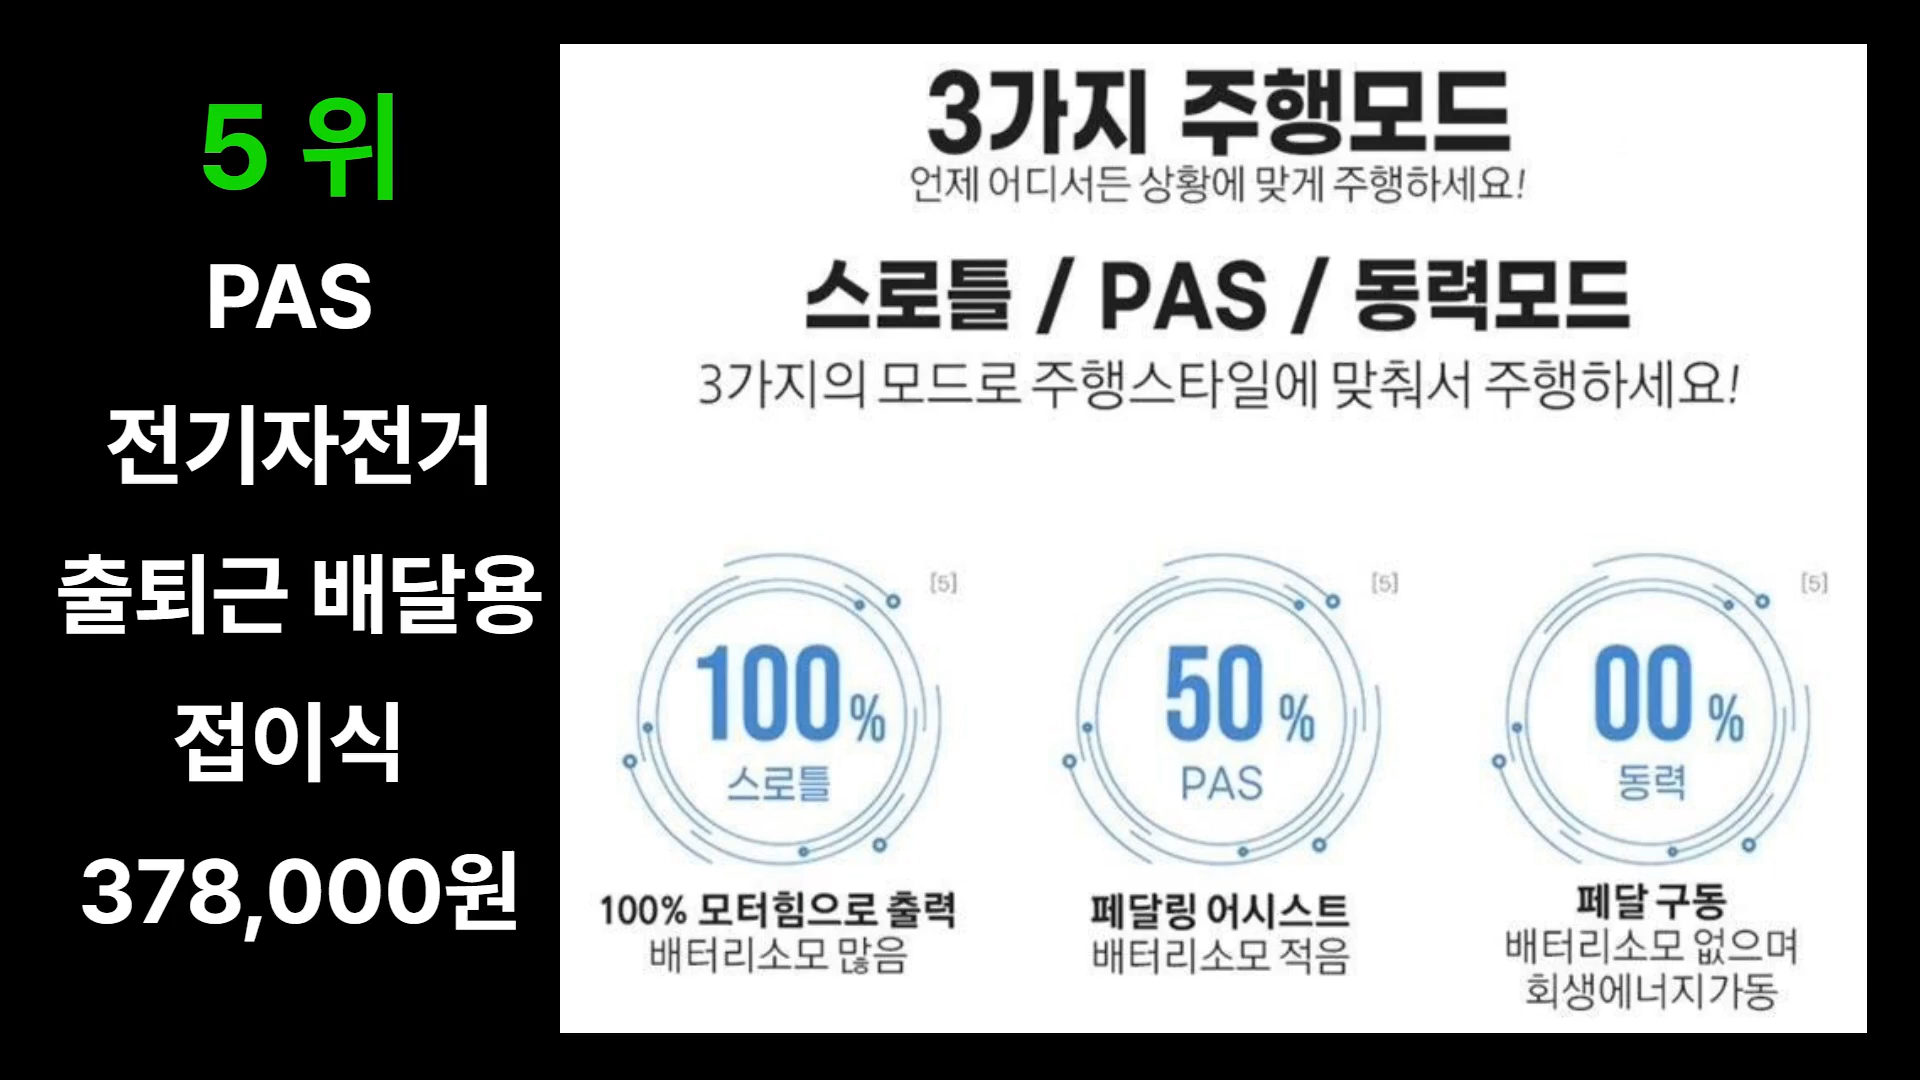 5 위
PAS
전기자전거
출퇴근 배달용
접이식
378,000원
3가지 주행모드
언제 어디서든 상황에 맞게 주행하세요!
스로틀 / PAS / 동력모드
3가지의 모드로 주행스타일에 맞춰서 주행하세요!
[5]
100 %
스로틀
100% 모터힘으로 출력
배터리소모 많음
[5]
50 %
PAS
페달링 어시스트
배터리소모 적음
[5]
00 %
동력
페달 구동
배터리소모 없으며
회생에너지가동